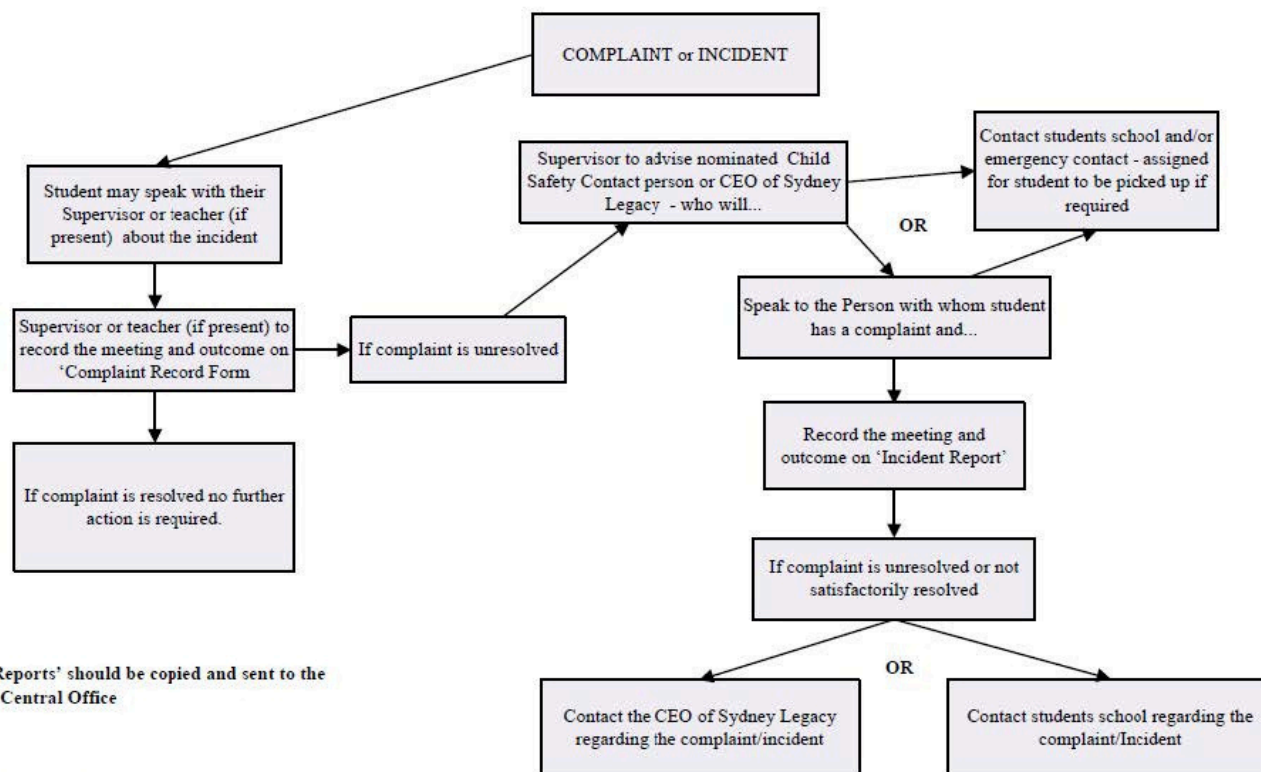 COMPLAINT or INCIDENT
Student may speak with their
Supervisor or teacher (if
present) about the incident
Supervisor or teacher (if present) to
record the meeting and outcome on
‘Complaint Record Form
If complaint is resolved no further
action is required.
If complaint is unresolved
Supervisor to advise nominated Child
Safety Contact person or CEO of Sydney
Legacy - who will...
OR
Contact students school and/or
emergency contact - assigned
for student to be picked up if
required
Speak to the Person with whom student
has a complaint and...
Record the meeting and
outcome on ‘Incident Report’
If complaint is unresolved or not
satisfactorily resolved
OR
Contact the CEO of Sydney Legacy
regarding the complaint/incident
Contact students school regarding the
complaint/Incident
Reports’ should be copied and sent to the
Central Office